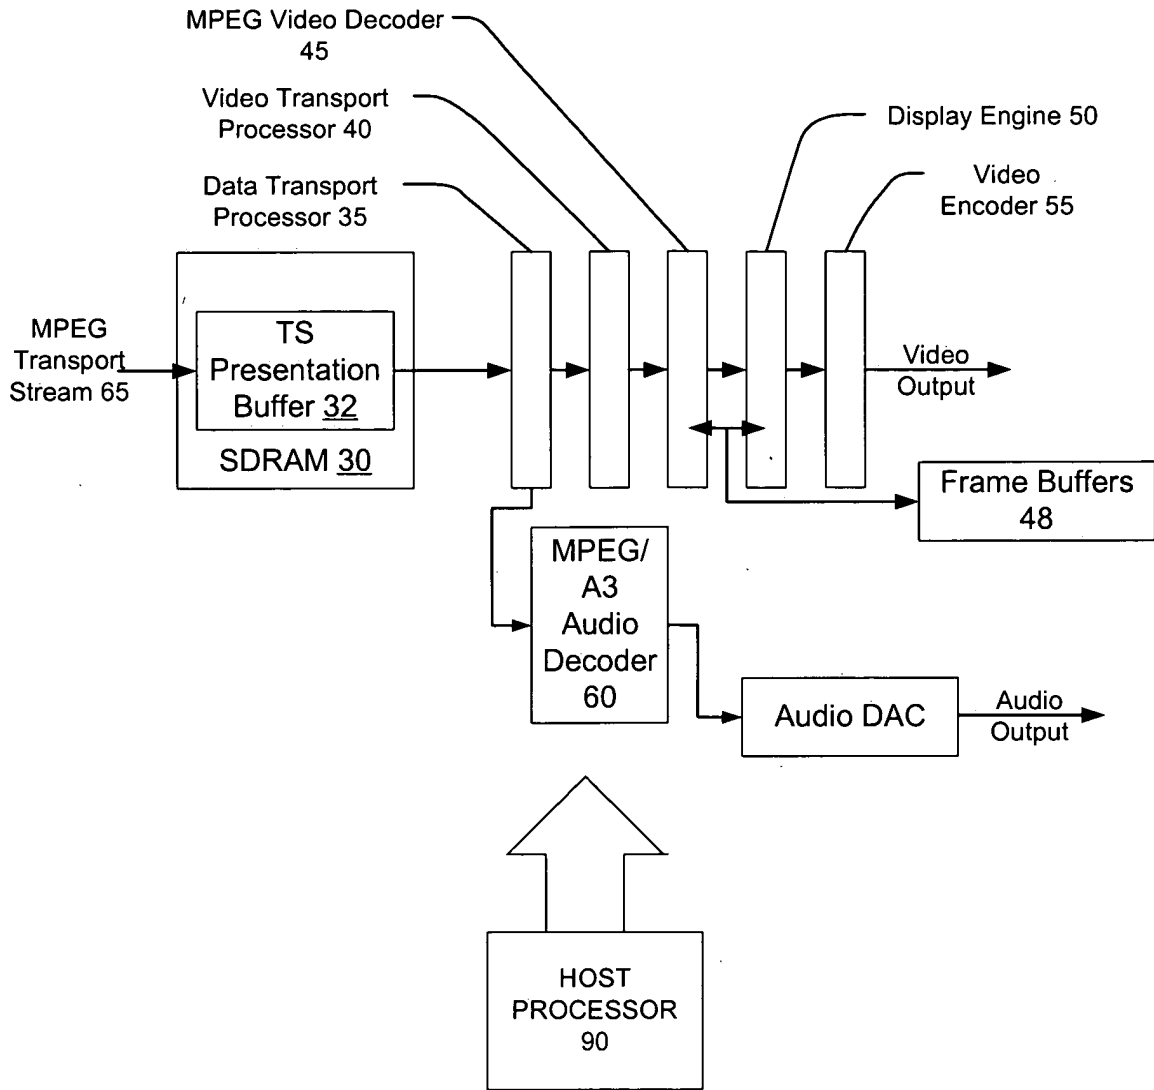 MPEG Video Decoder
45
Video Transport
Processor 40
Display Engine 50
Data Transport
Processor 35
Video
Encoder 55
MPEG
Transport
Stream 65
TS
Presentation
Buffer 32
SDRAM 30
Video
Output
Frame Buffers
48
MPEG/
A3
Audio
Decoder
60
Audio DAC
Audio
Output
HOST
PROCESSOR
90